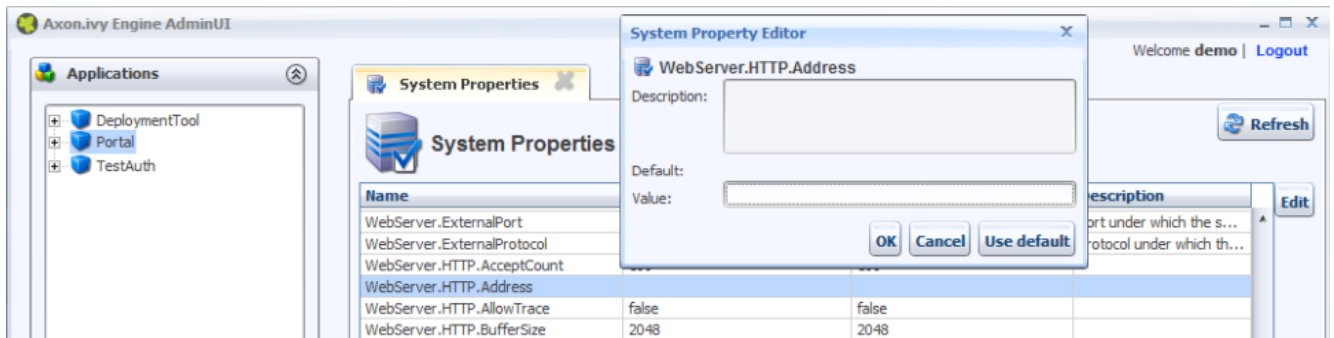 Axon.ivy Engine AdminUI
Welcome demo | Logout
Applications
DeploymentTool
Portal
TestAuth
System Properties
System Properties
Refresh
Name
escription
Edit
WebServer.ExternalPort
ort under which the s...
WebServer.ExternalProtocol
rotocol under which th...
WebServer.HTTP.AcceptCount
WebServer.HTTP.Address
WebServer.HTTP.AllowTrace false false
WebServer.HTTP.BufferSize 2048 2048
System Property Editor
WebServer.HTTP.Address
Description:
Default:
Value:
OK Cancel Use default